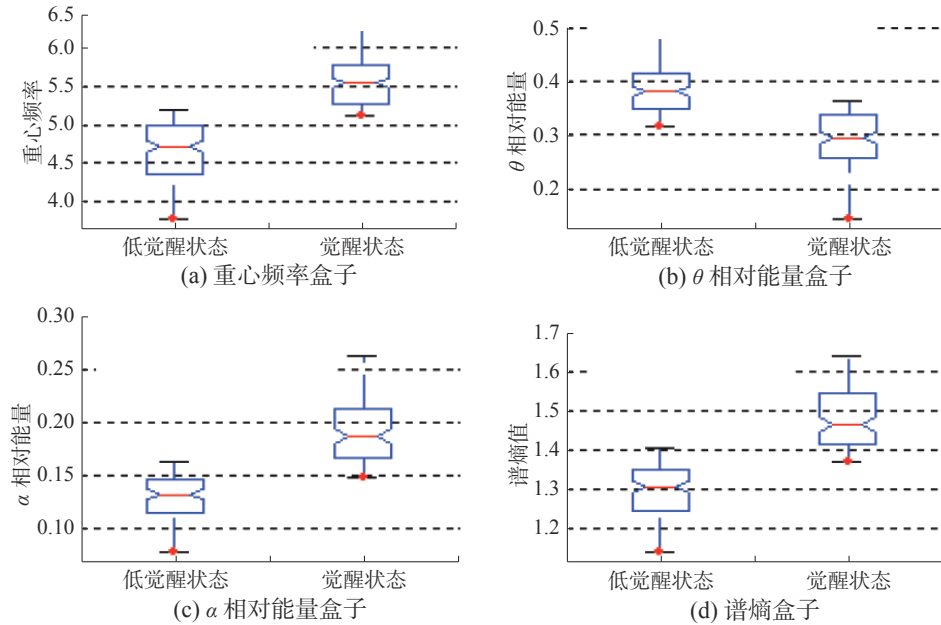 6.5
6.0
5.5
5.0
4.5
4.0
重心频率
低觉醒状态
觉醒状态
(a) 重心频率盒子
0.5
0.4
0.3
0.2
θ 相对能量
低觉醒状态
觉醒状态
(b) θ 相对能量盒子
0.30
0.25
0.20
0.15
0.10
α 相对能量
低觉醒状态
觉醒状态
(c) α 相对能量盒子
1.7
1.6
1.5
1.4
1.3
1.2
谱熵值
低觉醒状态
觉醒状态
(d) 谱熵盒子